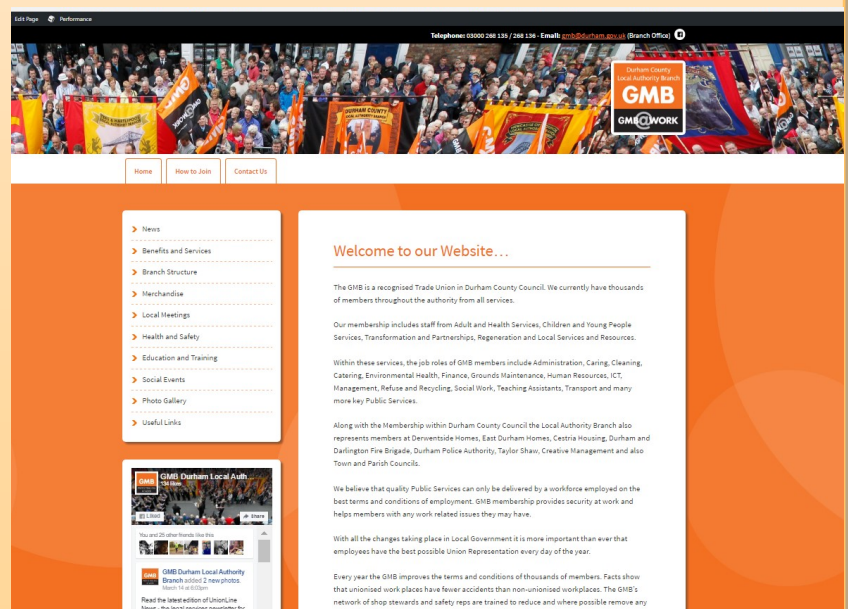 Edit Page Performance
Telephone: 03000 268 135 / 268 136 - Email: gmb@durham.gov.uk (Branch Office)
Durham County
Local Authority Branch
GMB
GMB@WORK
DURHAM COUNTY
Home How to Join Contact Us
News
Benefits and Services
Branch Structure
Merchandise
Local Meetings
Health and Safety
Education and Training
Social Events
Photo Gallery
Useful Links
GMB Durham Local Auth...
134 likes
Liked Share
You and 25 other friends like this
GMB Durham Local Authority
Branch added 2 new photos.
March 14 at 6:03pm
Read the latest edition of UnionLine
News - the legal services newsletter for
Welcome to our Website…
The GMB is a recognised Trade Union in Durham County Council. We currently have thousands
of members throughout the authority from all services.
Our membership includes staff from Adult and Health Services, Children and Young People
Services, Transformation and Partnerships, Regeneration and Local Services and Resources.
Within these services, the job roles of GMB members include Administration, Caring, Cleaning,
Catering, Environmental Health, Finance, Grounds Maintenance, Human Resources, ICT,
Management, Refuse and Recycling, Social Work, Teaching Assistants, Transport and many
more key Public Services.
Along with the Membership within Durham County Council the Local Authority Branch also
represents members at Derwentside Homes, East Durham Homes, Cestria Housing, Durham and
Darlington Fire Brigade, Durham Police Authority, Taylor Shaw, Creative Management and also
Town and Parish Councils.
We believe that quality Public Services can only be delivered by a workforce employed on the
best terms and conditions of employment. GMB membership provides security at work and
helps members with any work related issues they may have.
With all the changes taking place in Local Government it is more important than ever that
employees have the best possible Union Representation every day of the year.
Every year the GMB improves the terms and conditions of thousands of members. Facts show
that unionised work places have fewer accidents than non-unionised workplaces. The GMB's
network of shop stewards and safety reps are trained to reduce and where possible remove any